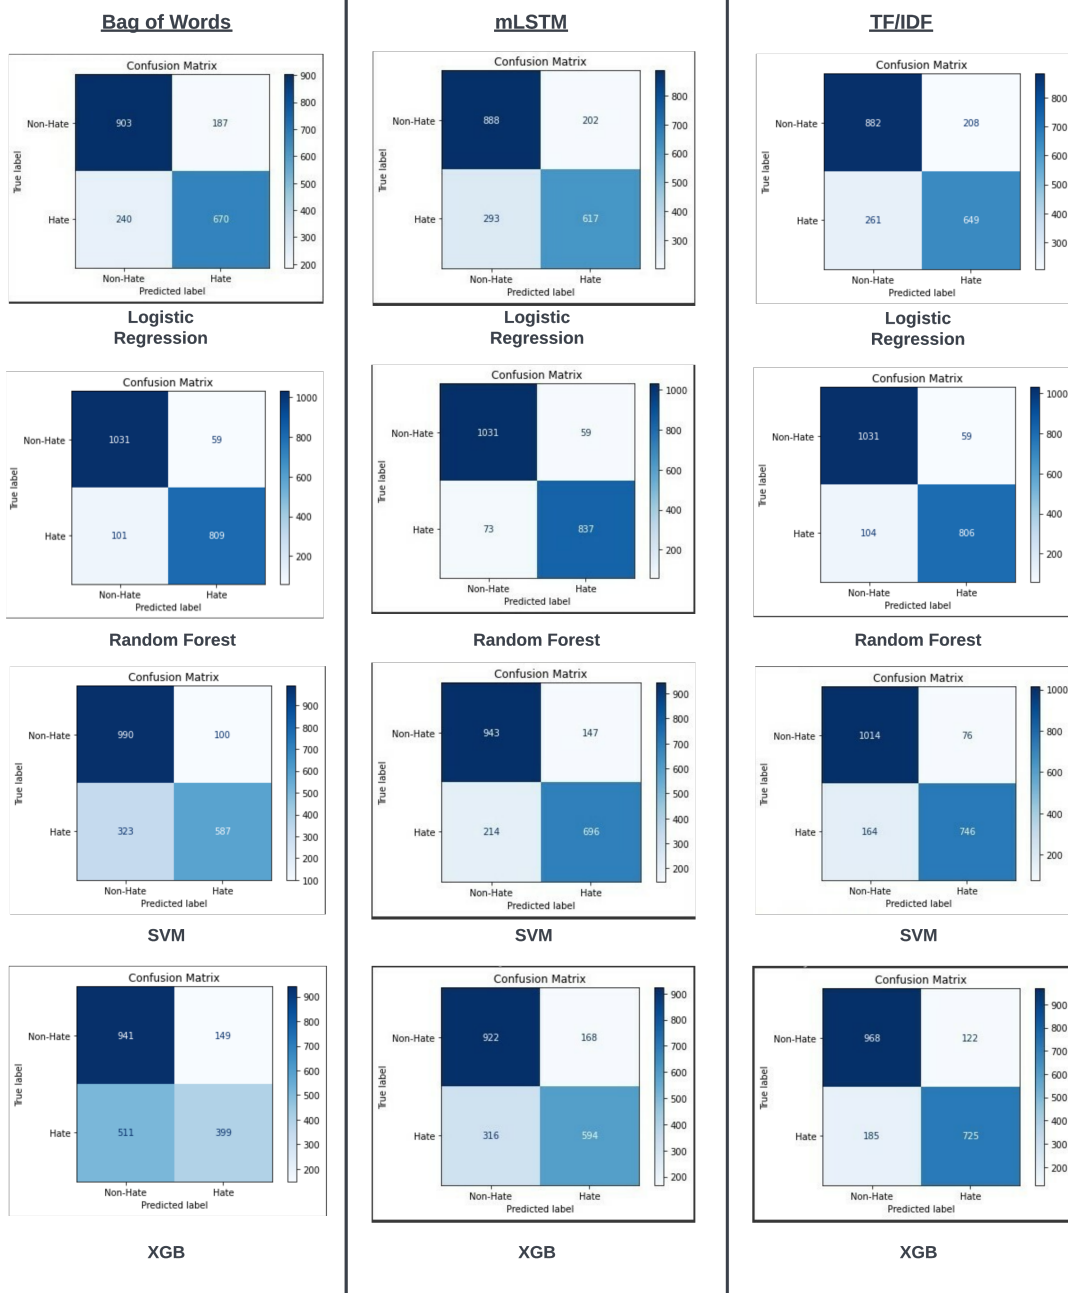 Bag of Words
Confusion Matrix
Non-Hate
903
187
Hate
240
670
True label
Non-Hate
Hate
Predicted label
900
800
700
600
500
400
300
200
Logistic
Regression
Confusion Matrix
Non-Hate
1031
59
Hate
101
809
True label
Non-Hate
Hate
Predicted label
1000
800
600
400
200
Random Forest
Confusion Matrix
Non-Hate
990
100
Hate
323
587
True label
Non-Hate
Hate
Predicted label
900
800
700
600
500
400
300
200
100
SVM
Confusion Matrix
Non-Hate
941
149
Hate
511
399
True label
Non-Hate
Hate
Predicted label
900
800
700
600
500
400
300
200
XGB
mLSTM
Confusion Matrix
Non-Hate
888
202
Hate
293
617
True label
Non-Hate
Hate
Predicted label
800
700
600
500
400
300
Logistic
Regression
Confusion Matrix
Non-Hate
1031
59
Hate
73
837
True label
Non-Hate
Hate
Predicted label
1000
800
600
400
200
Random Forest
Confusion Matrix
Non-Hate
943
147
Hate
214
696
True label
Non-Hate
Hate
Predicted label
900
800
700
600
500
400
300
200
SVM
Confusion Matrix
Non-Hate
922
168
Hate
316
594
True label
Non-Hate
Hate
Predicted label
900
800
700
600
500
400
300
200
XGB
TF/IDF
Confusion Matrix
Non-Hate
882
208
Hate
261
649
True label
Non-Hate
Hate
Predicted label
800
700
600
500
400
300
Logistic
Regression
Confusion Matrix
Non-Hate
1031
59
Hate
104
806
True label
Non-Hate
Hate
Predicted label
1000
800
600
400
200
Random Forest
Confusion Matrix
Non-Hate
1014
76
Hate
164
746
True label
Non-Hate
Hate
Predicted label
1000
800
600
400
200
SVM
Confusion Matrix
Non-Hate
968
122
Hate
185
725
True label
Non-Hate
Hate
Predicted label
900
800
700
600
500
400
300
200
XGB